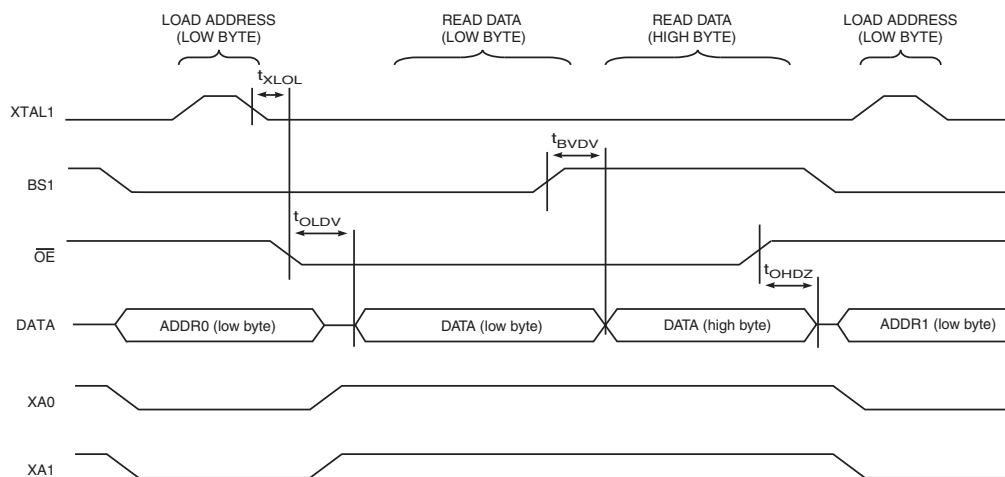 LOAD ADDRESS
(LOW BYTE)
READ DATA
(LOW BYTE)
READ DATA
(HIGH BYTE)
LOAD ADDRESS
(LOW BYTE)
tXLOL
XTAL1
tBVDV
BS1
tOLDV
OE
tOHDZ
DATA
ADDR0 (low byte)
DATA (low byte)
DATA (high byte)
ADDR1 (low byte)
XA0
XA1